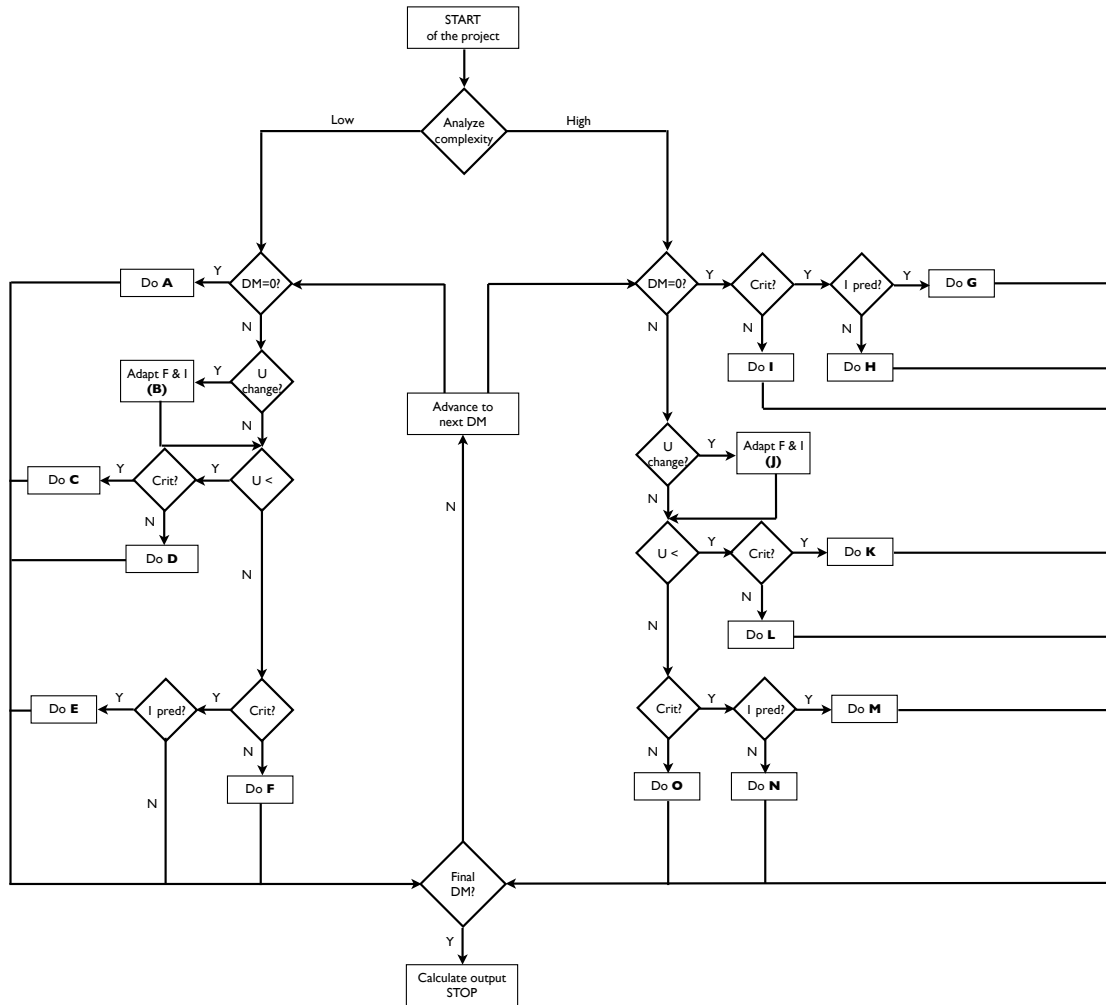 START
of the project
Analyze
complexity
Low
High
Do A
Y
DM=0?
N
DM=0?
Y
Crit?
Y
I pred?
Y
Do G
N
N
N
Do I
Do H
Adapt F & I
(B)
Y
U
change?
N
Advance to
next DM
U
change?
Y
Adapt F & I
(J)
N
Do C
Y
Crit?
Y
U <
N
Do D
N
N
U <
Y
Crit?
Y
Do K
N
Do L
N
Do E
Y
I pred?
Y
Crit?
N
Do F
N
Crit?
Y
I pred?
Y
Do M
N
N
Do O
Do N
Final
DM?
Y
Calculate output
STOP